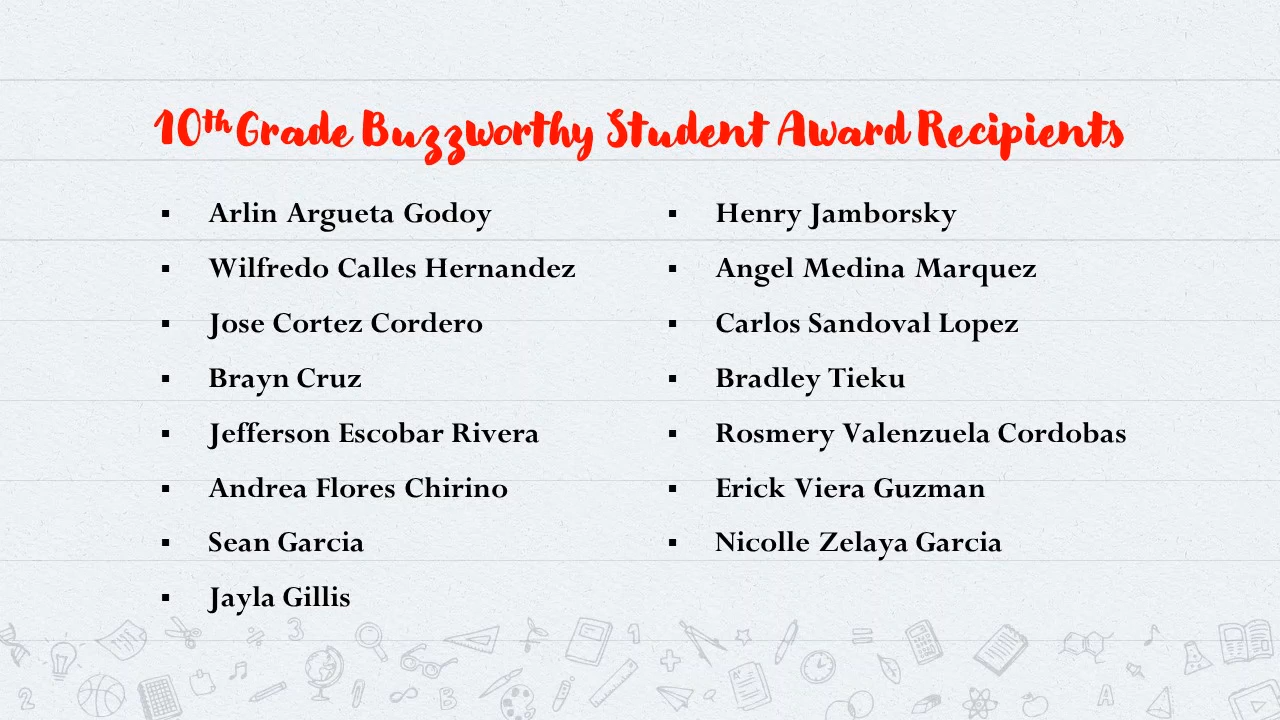 10th Grade Buzzworthy Student Award Recipients
▪ Arlin Argueta Godoy
▪ Wilfredo Calles Hernandez
▪ Jose Cortez Cordero
▪ Brayn Cruz
▪ Jefferson Escobar Rivera
▪ Andrea Flores Chirino
▪ Sean Garcia
▪ Jayla Gillis
▪ Henry Jamborsky
▪ Angel Medina Marquez
▪ Carlos Sandoval Lopez
▪ Bradley Tieku
▪ Rosmery Valenzuela Cordobas
▪ Erick Viera Guzman
▪ Nicolle Zelaya Garcia